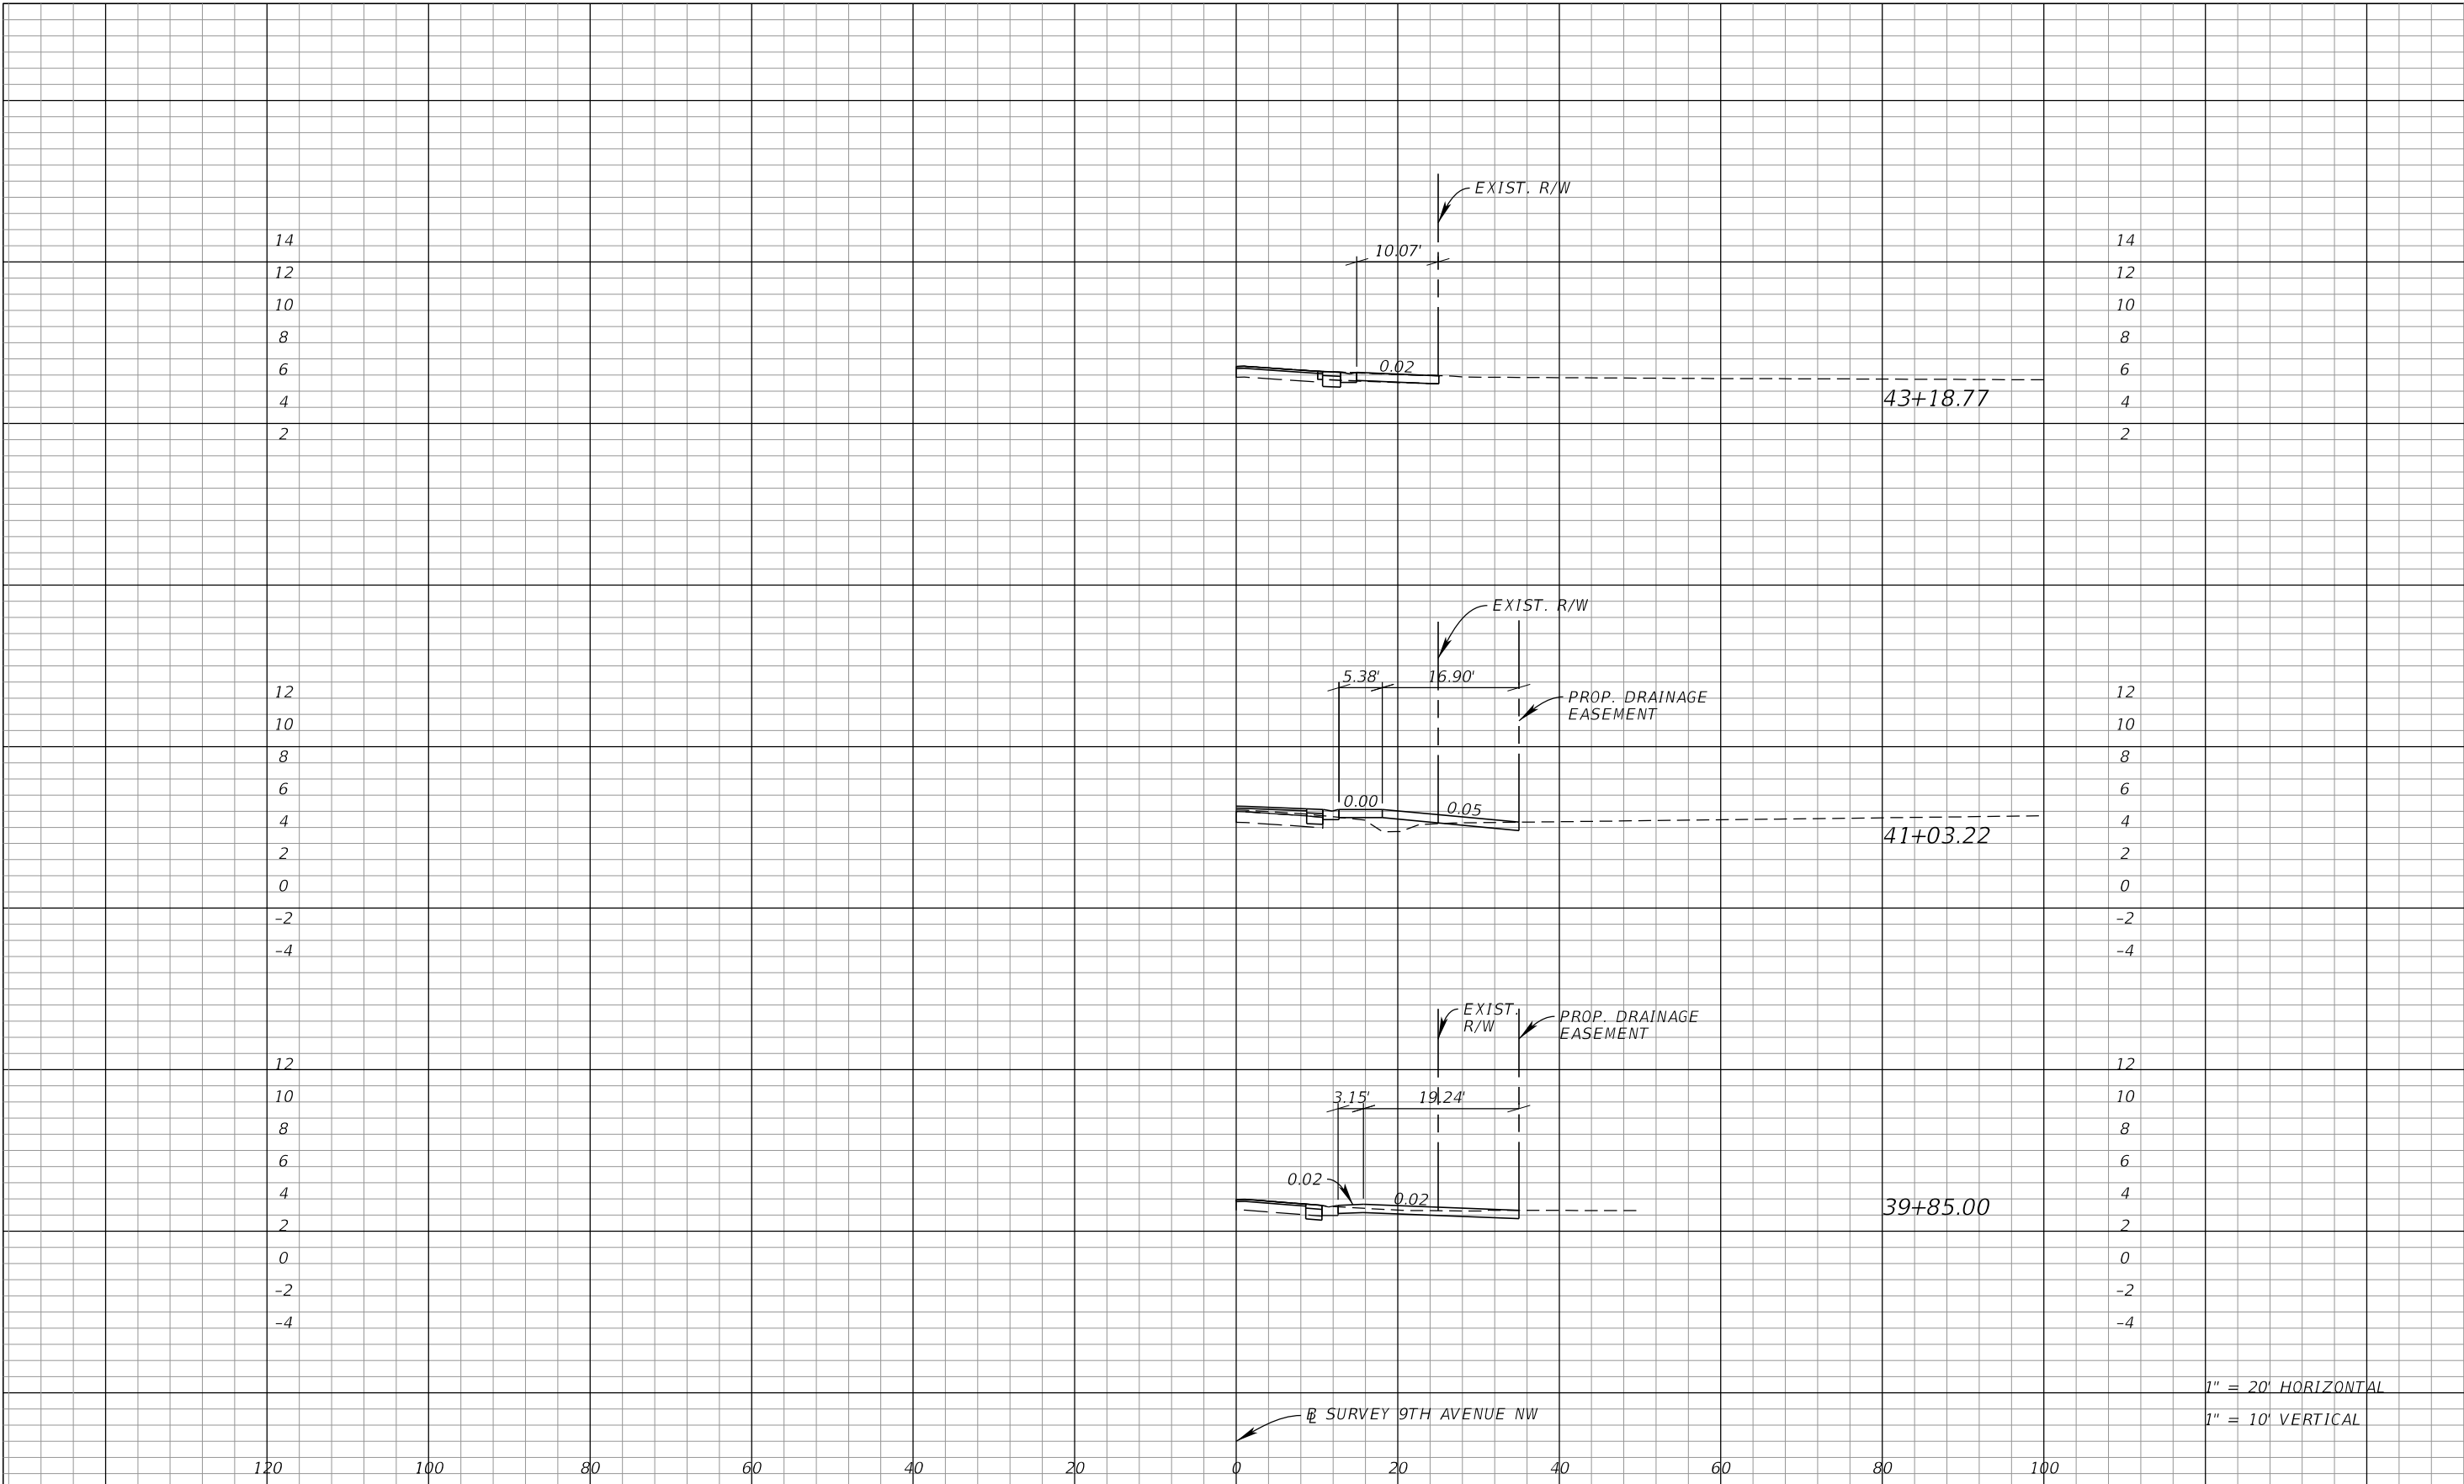 EXIST. R/W
14 14
10.07'
12 12
10 10
8 8
6 0.02 6
4 43+18.77 4
2 2
EXIST. R/W
5.38' 16.90'
12 PROP. DRAINAGE 12
EASEMENT
10 10
8 8
6 6
0.00 0.05
4 4
41+03.22
2 2
0 0
-2 -2
-4 -4
EXIST. PROP. DRAINAGE
R/W EASEMENT
12 12
10 3.15' 19.24' 10
8 8
6 6
0.02
4 0.02 4
39+85.00
2 2
0 0
-2 -2
-4 -4
1" = 20' HORIZONTAL
℄ SURVEY 9TH AVENUE NW
1" = 10' VERTICAL
120 100 80 60 40 20 0 20 40 60 80 100